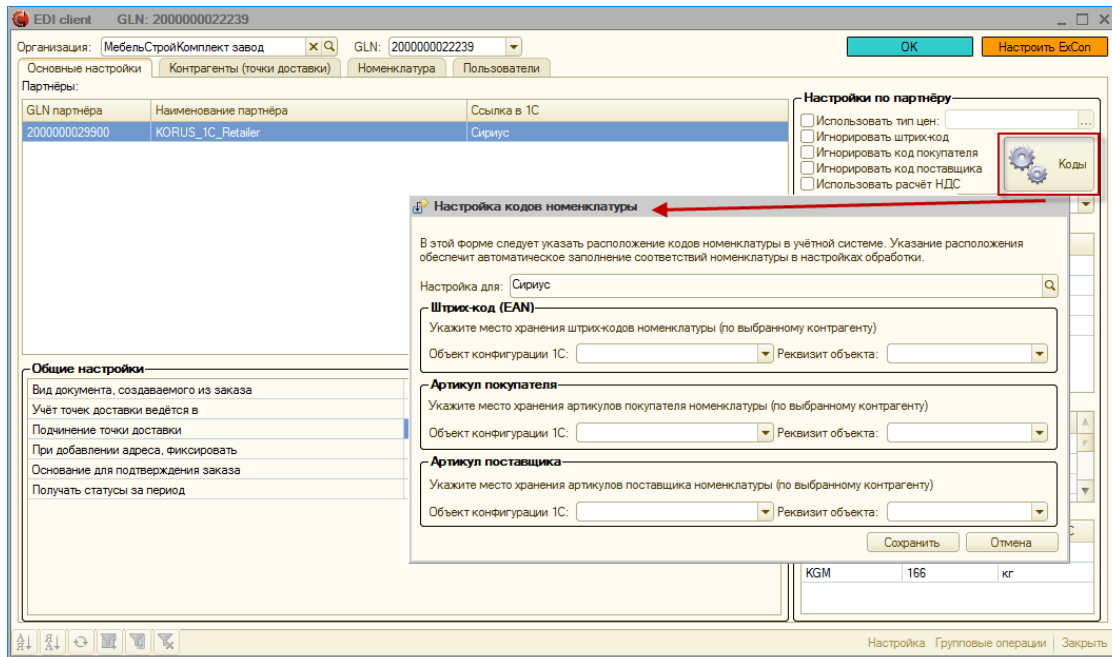 EDI client GLN: 2000000022239
Организация: МебельСтройКомплект завод GLN: 2000000022239 OK Настроить ExCon
Основные настройки Контрагенты (точки доставки) Номенклатура Пользователи
Партнёры:
GLN партнёра Наименование партнёра Ссылка в 1С
2000000029900 KORUS_1C_Retailer Сириус
Настройки по партнёру
Использовать тип цен:
Игнорировать штрих-код
Игнорировать код покупателя
Игнорировать код поставщика
Использовать расчёт НДС
Коды
Настройка кодов номенклатуры
В этой форме следует указать расположение кодов номенклатуры в учётной системе. Указание расположения
обеспечит автоматическое заполнение соответствий номенклатуры в настройках обработки.
Настройка для: Сириус
Штрих-код (EAN)
Укажите место хранения штрих-кодов номенклатуры (по выбранному контрагенту)
Объект конфигурации 1С: Реквизит объекта:
Артикул покупателя
Укажите место хранения артикулов покупателя номенклатуры (по выбранному контрагенту)
Объект конфигурации 1С: Реквизит объекта:
Артикул поставщика
Укажите место хранения артикулов поставщика номенклатуры (по выбранному контрагенту)
Объект конфигурации 1С: Реквизит объекта:
Сохранить Отмена
Общие настройки
Вид документа, создаваемого из заказа
Учёт точек доставки ведётся в
Подчинение точки доставки
При добавлении адреса, фиксировать
Основание для подтверждения заказа
Получать статусы за период
KGM 166 кг
Настройка Групповые операции Закрыть